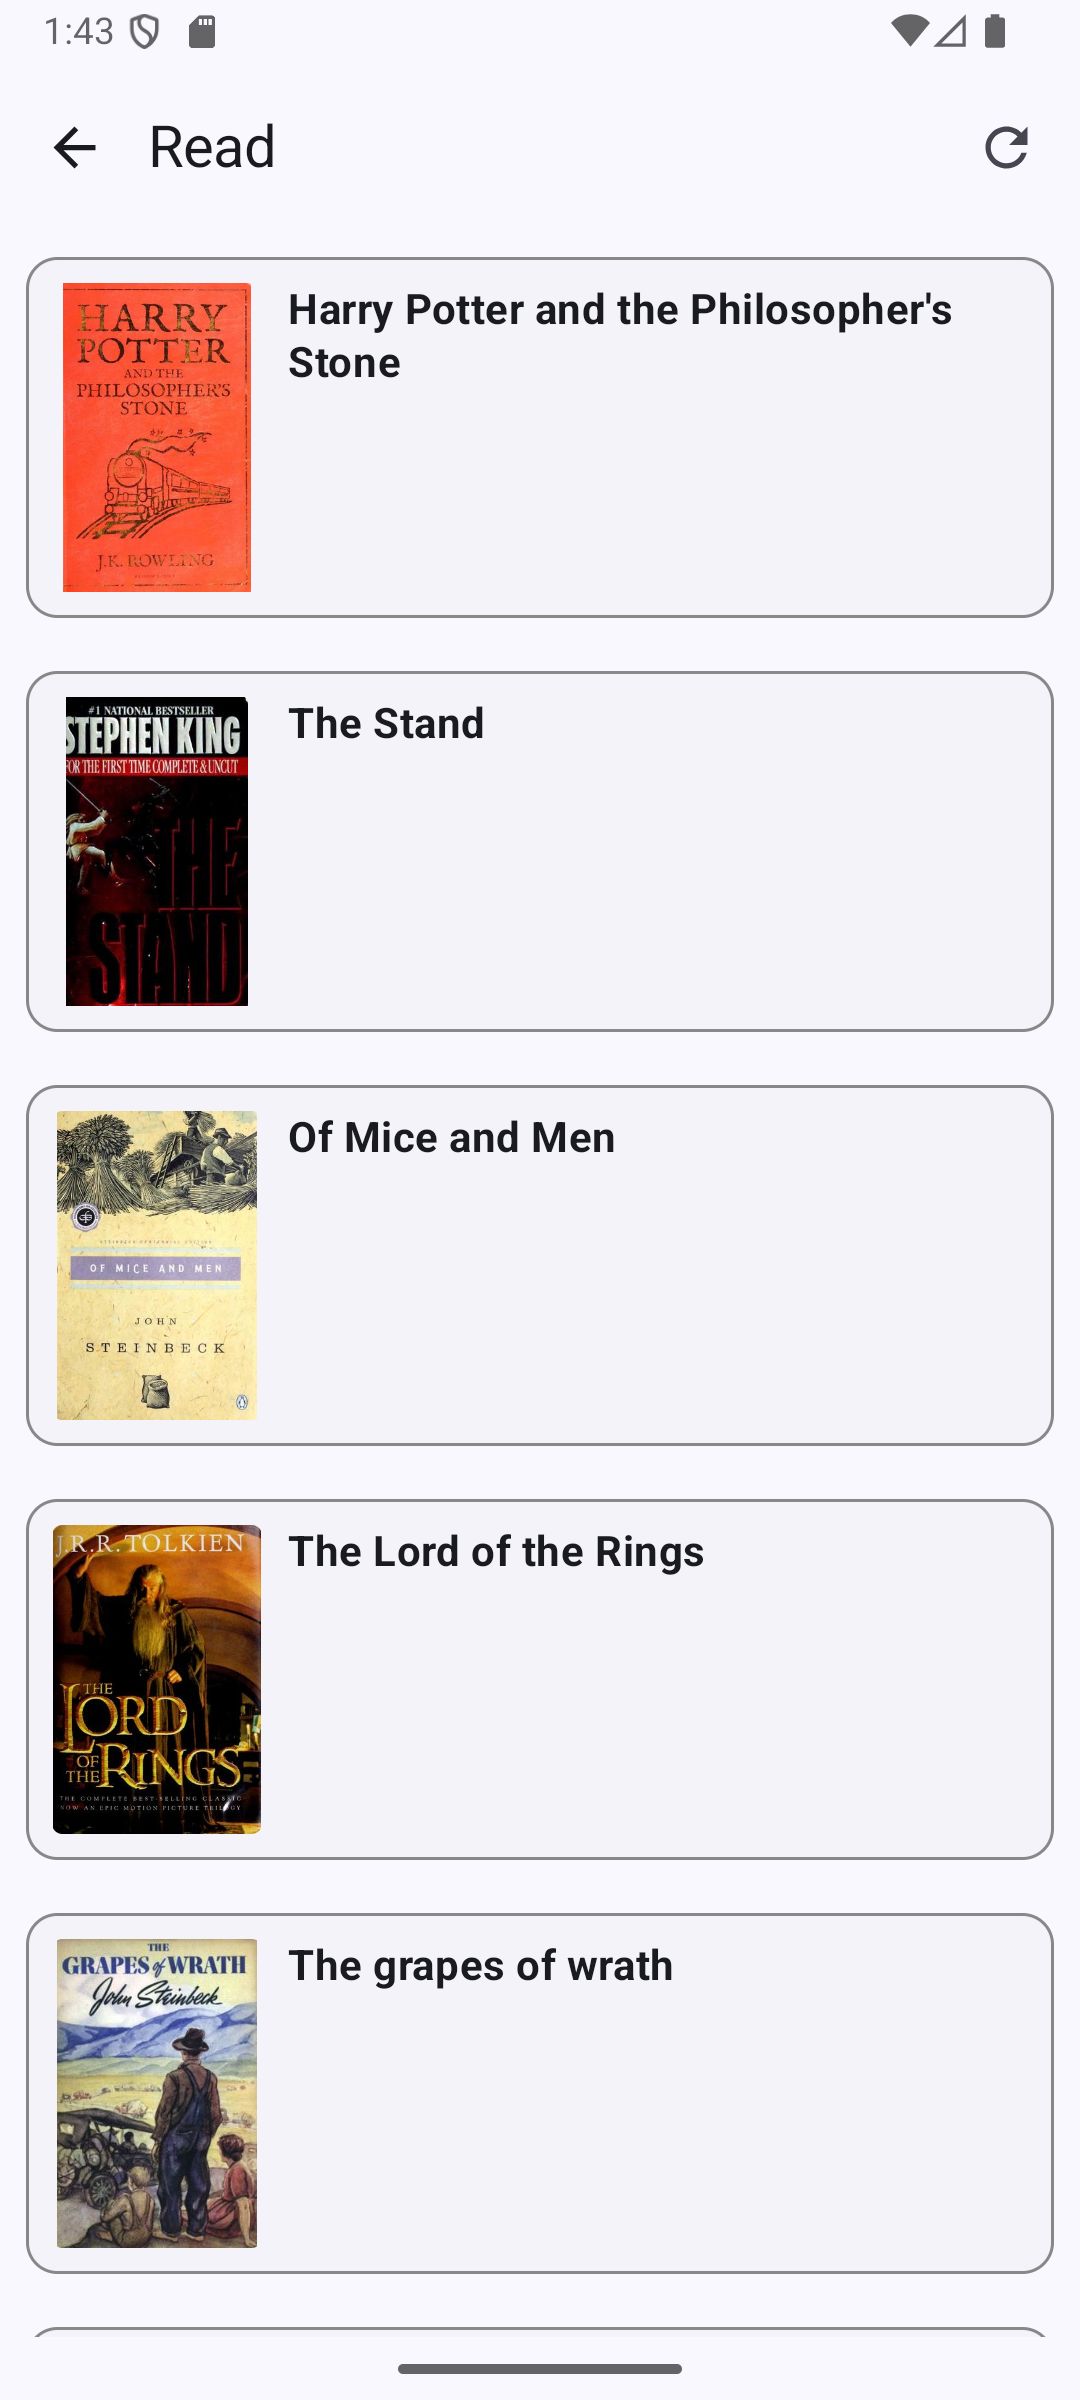 1:43
Read
HARRY
POTTER
AND THE
PHILOSOPHER'S
STONE
J.K. ROWLING
Harry Potter and the Philosopher's
Stone
#1 NATIONAL BESTSELLER
STEPHEN KING
FOR THE FIRST TIME COMPLETE & UNCUT
THE
STAND
The Stand
OF MICE AND MEN
JOHN
STEINBECK
Of Mice and Men
J.R.R. TOLKIEN
THE
LORD
OF
THE RINGS
THE COMPLETE BEST-SELLING CLASSIC
NOW AN EPIC MOTION PICTURE TRILOGY
The Lord of the Rings
THE
GRAPES of WRATH
John Steinbeck
The grapes of wrath